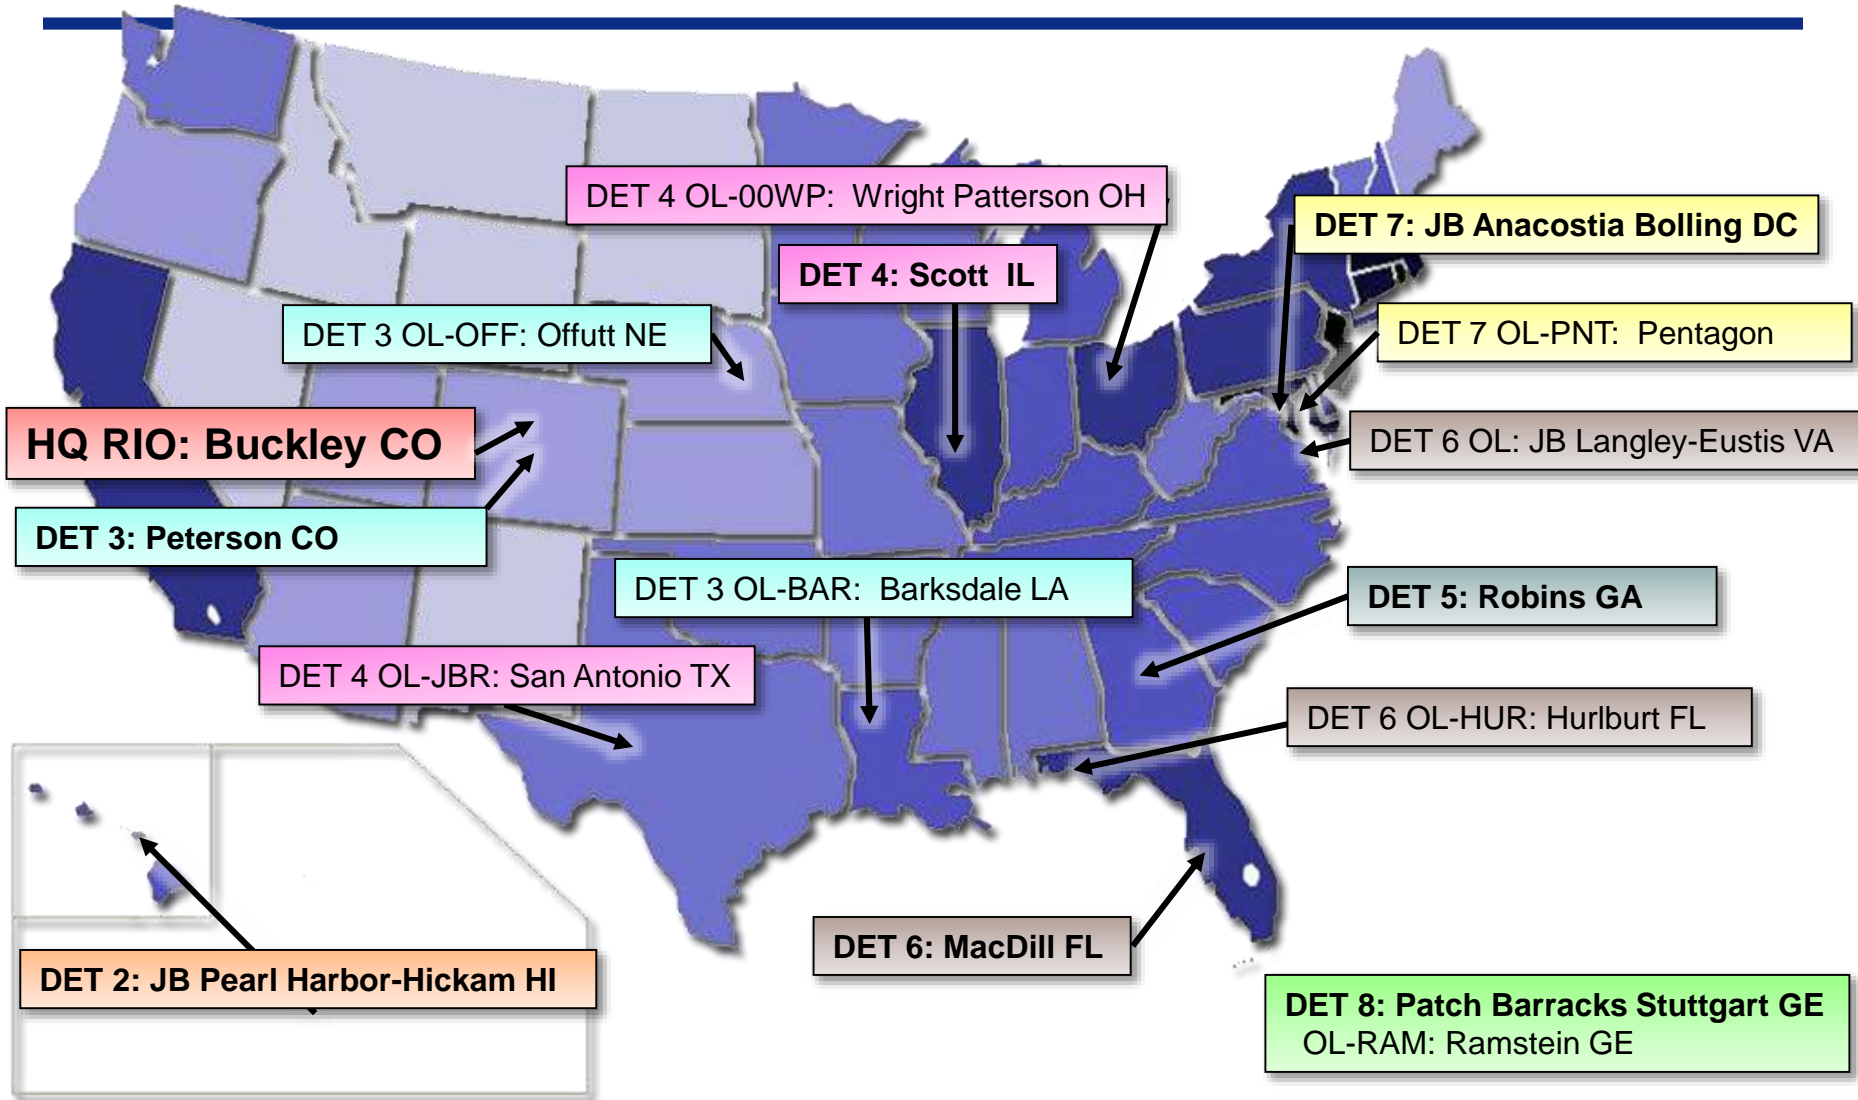 DET 4 OL-00WP: Wright Patterson OH
DET 7: JB Anacostia Bolling DC
DET 4: Scott IL
DET 3 OL-OFF: Offutt NE
DET 7 OL-PNT: Pentagon
HQ RIO: Buckley CO
DET 6 OL: JB Langley-Eustis VA
DET 3: Peterson CO
DET 3 OL-BAR: Barksdale LA
DET 5: Robins GA
DET 4 OL-JBR: San Antonio TX
DET 6 OL-HUR: Hurlburt FL
DET 6: MacDill FL
DET 2: JB Pearl Harbor-Hickam HI
DET 8: Patch Barracks Stuttgart GE
OL-RAM: Ramstein GE